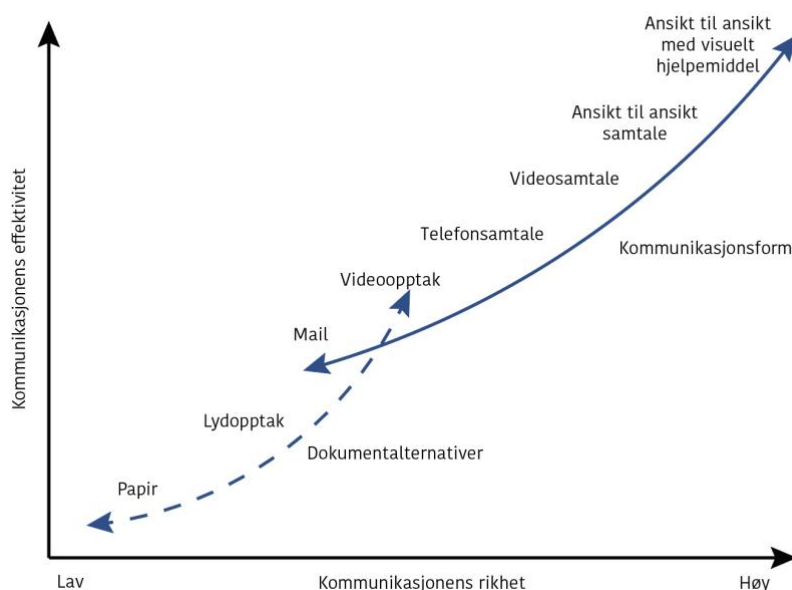 Ansikt til ansikt
med visuelt
hjelpemiddel
Ansikt til ansikt
samtale
Videosamtale
Telefonsamtale
Kommunikasjonsform
Videoopptak
Mail
Lydopptak
Dokumentalternativer
Papir
Kommunikasjonens effektivitet
Lav
Kommunikasjonens rikhet
Høy